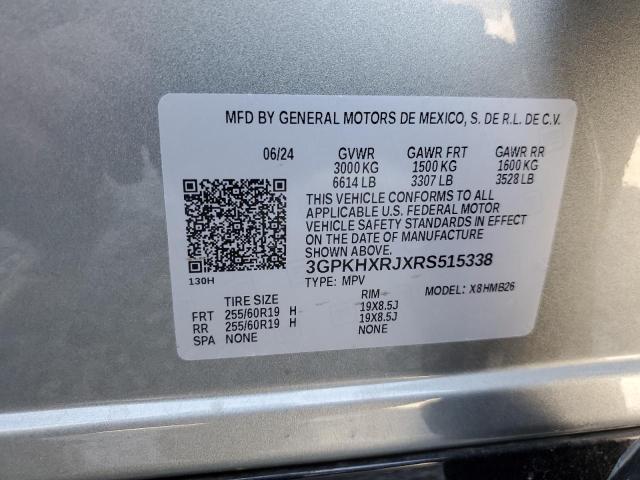 MFD BY GENERAL MOTORS DE MEXICO, S. DE R.L. DE C.V.
06/24 GVWR GAWR FRT GAWR RR
3000 KG 1500 KG 1600 KG
6614 LB 3307 LB 3528 LB
THIS VEHICLE CONFORMS TO ALL
APPLICABLE U.S. FEDERAL MOTOR
VEHICLE SAFETY STANDARDS IN EFFECT
ON THE DATE OF MANUFACTURE
SHOWN ABOVE.
3GPKHXRJXRS515338
130H
TYPE: MPV MODEL: X8HMB26
TIRE SIZE RIM
FRT 255/60R19 H 19X8.5J
RR 255/60R19 H 19X8.5J
SPA NONE NONE